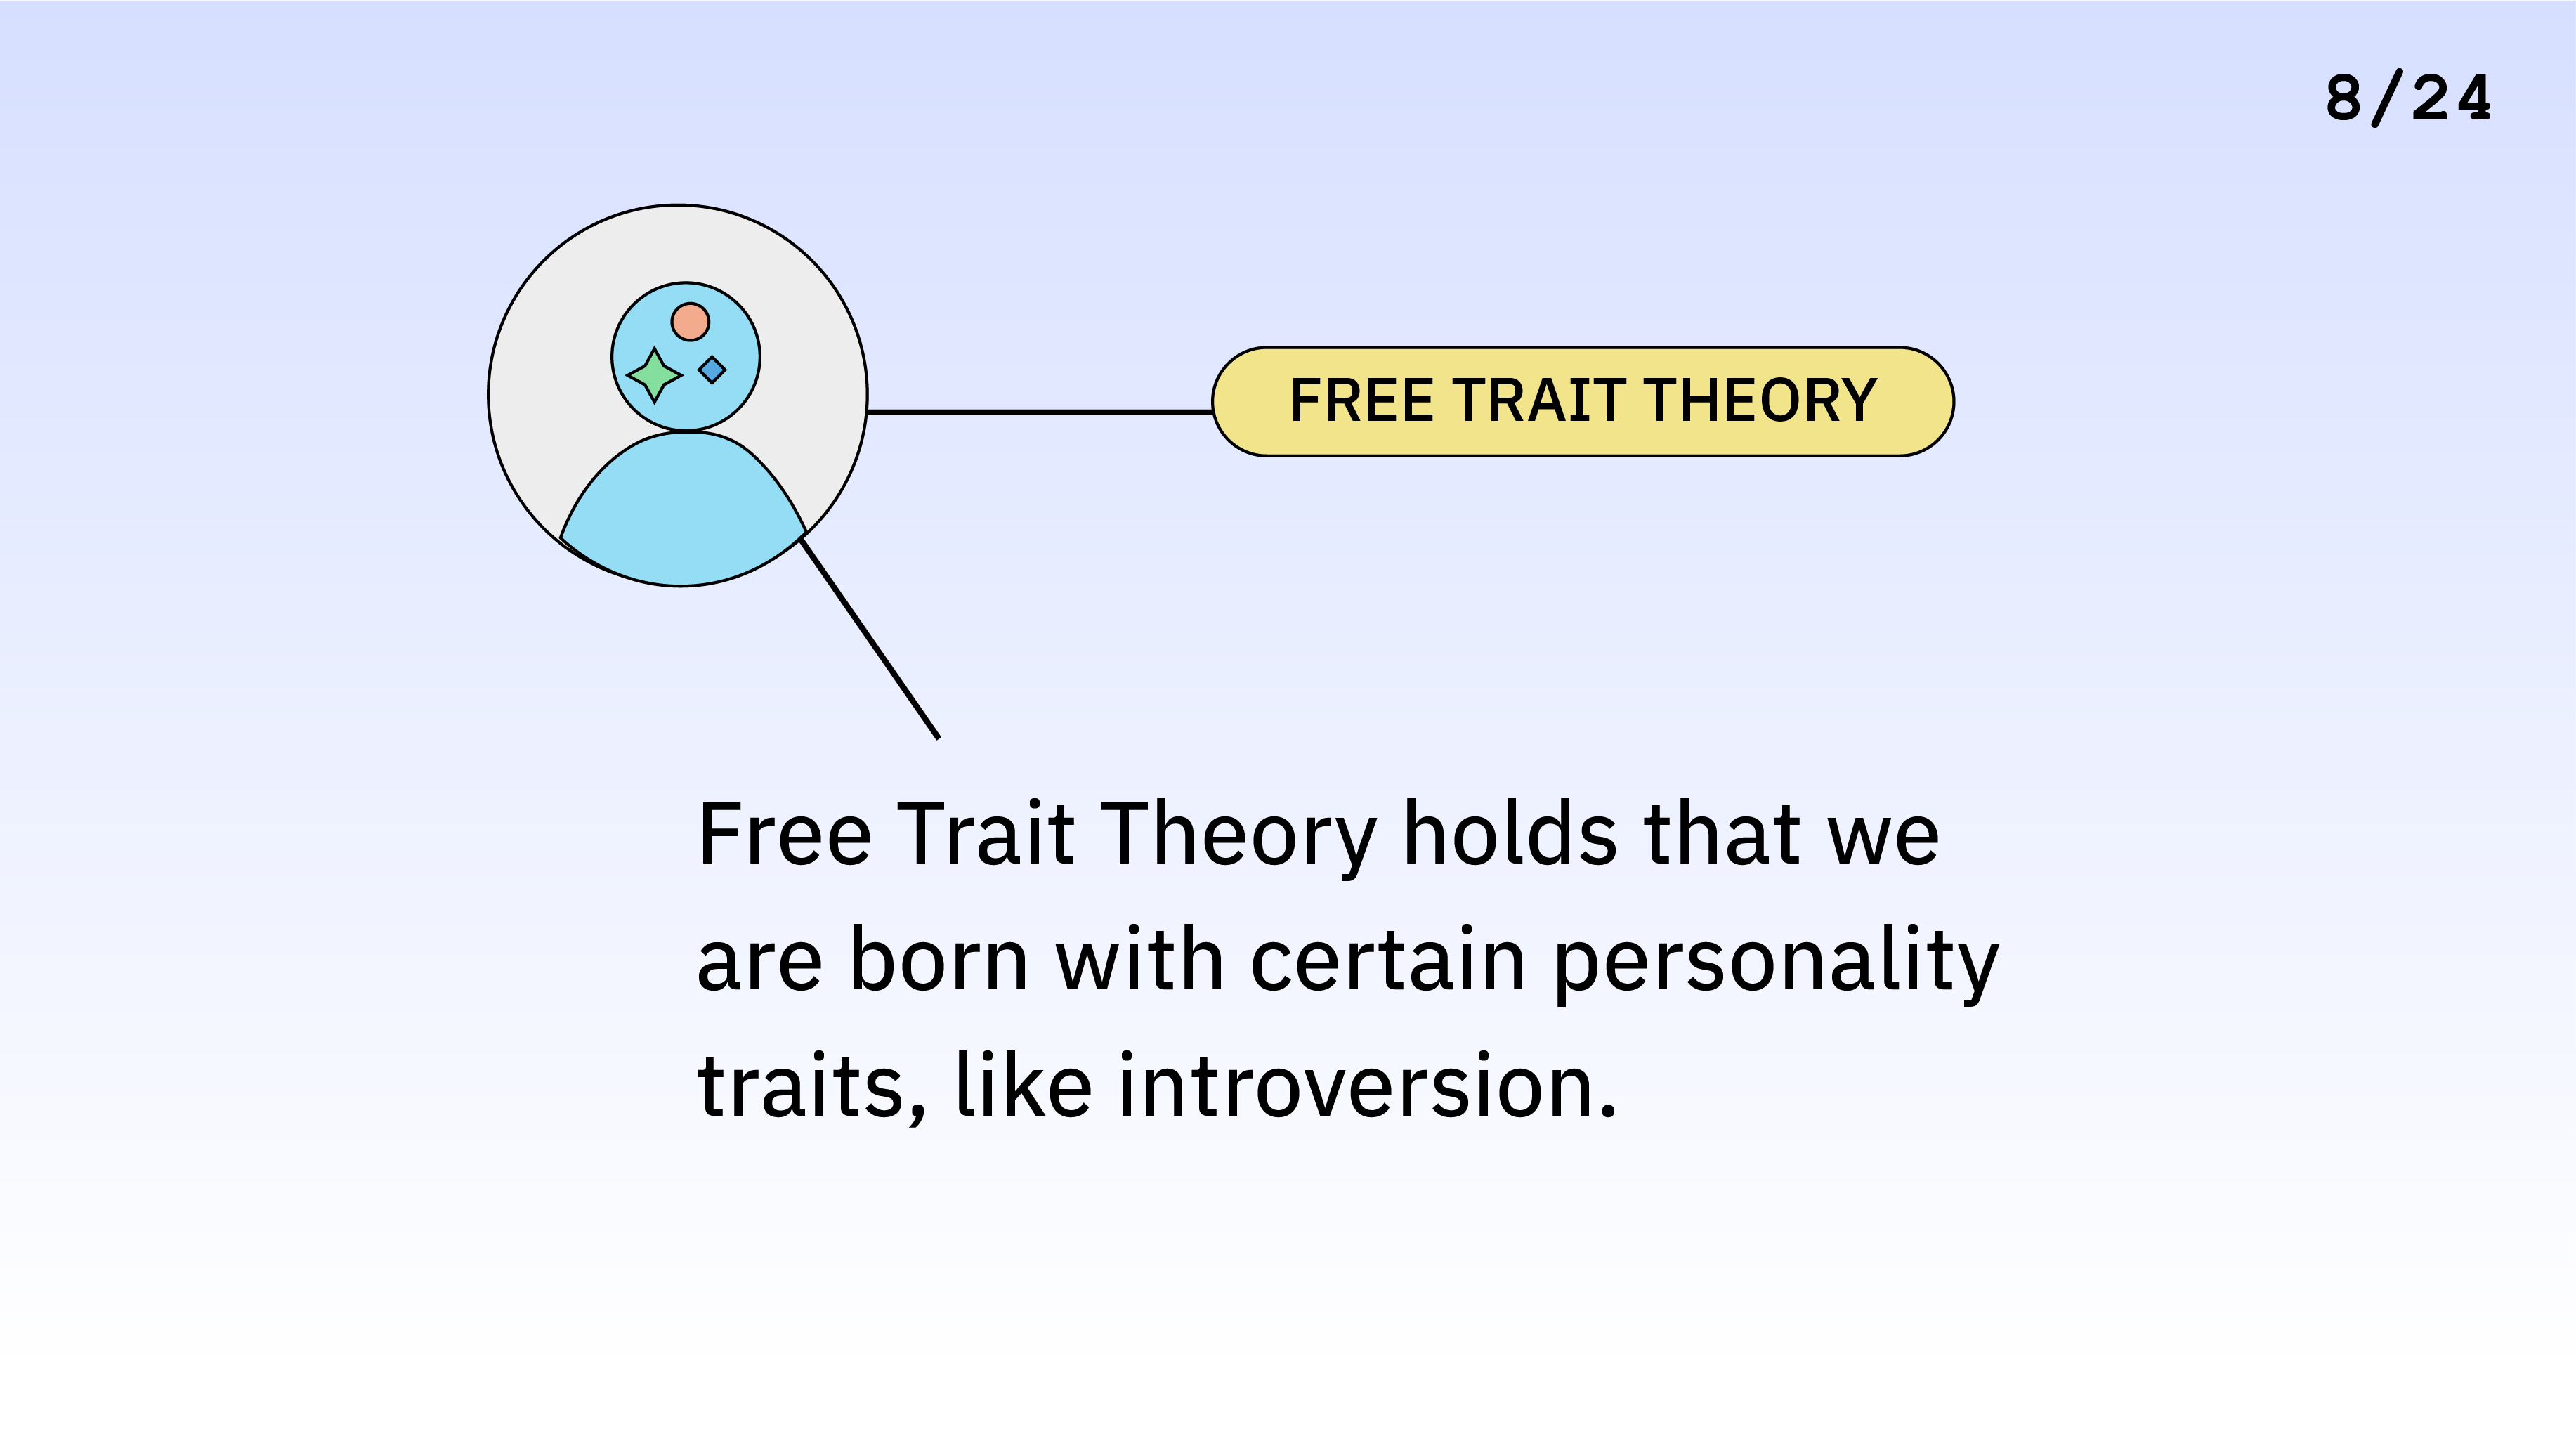 8/24
FREE TRAIT THEORY
Free Trait Theory holds that we
are born with certain personality
traits, like introversion.